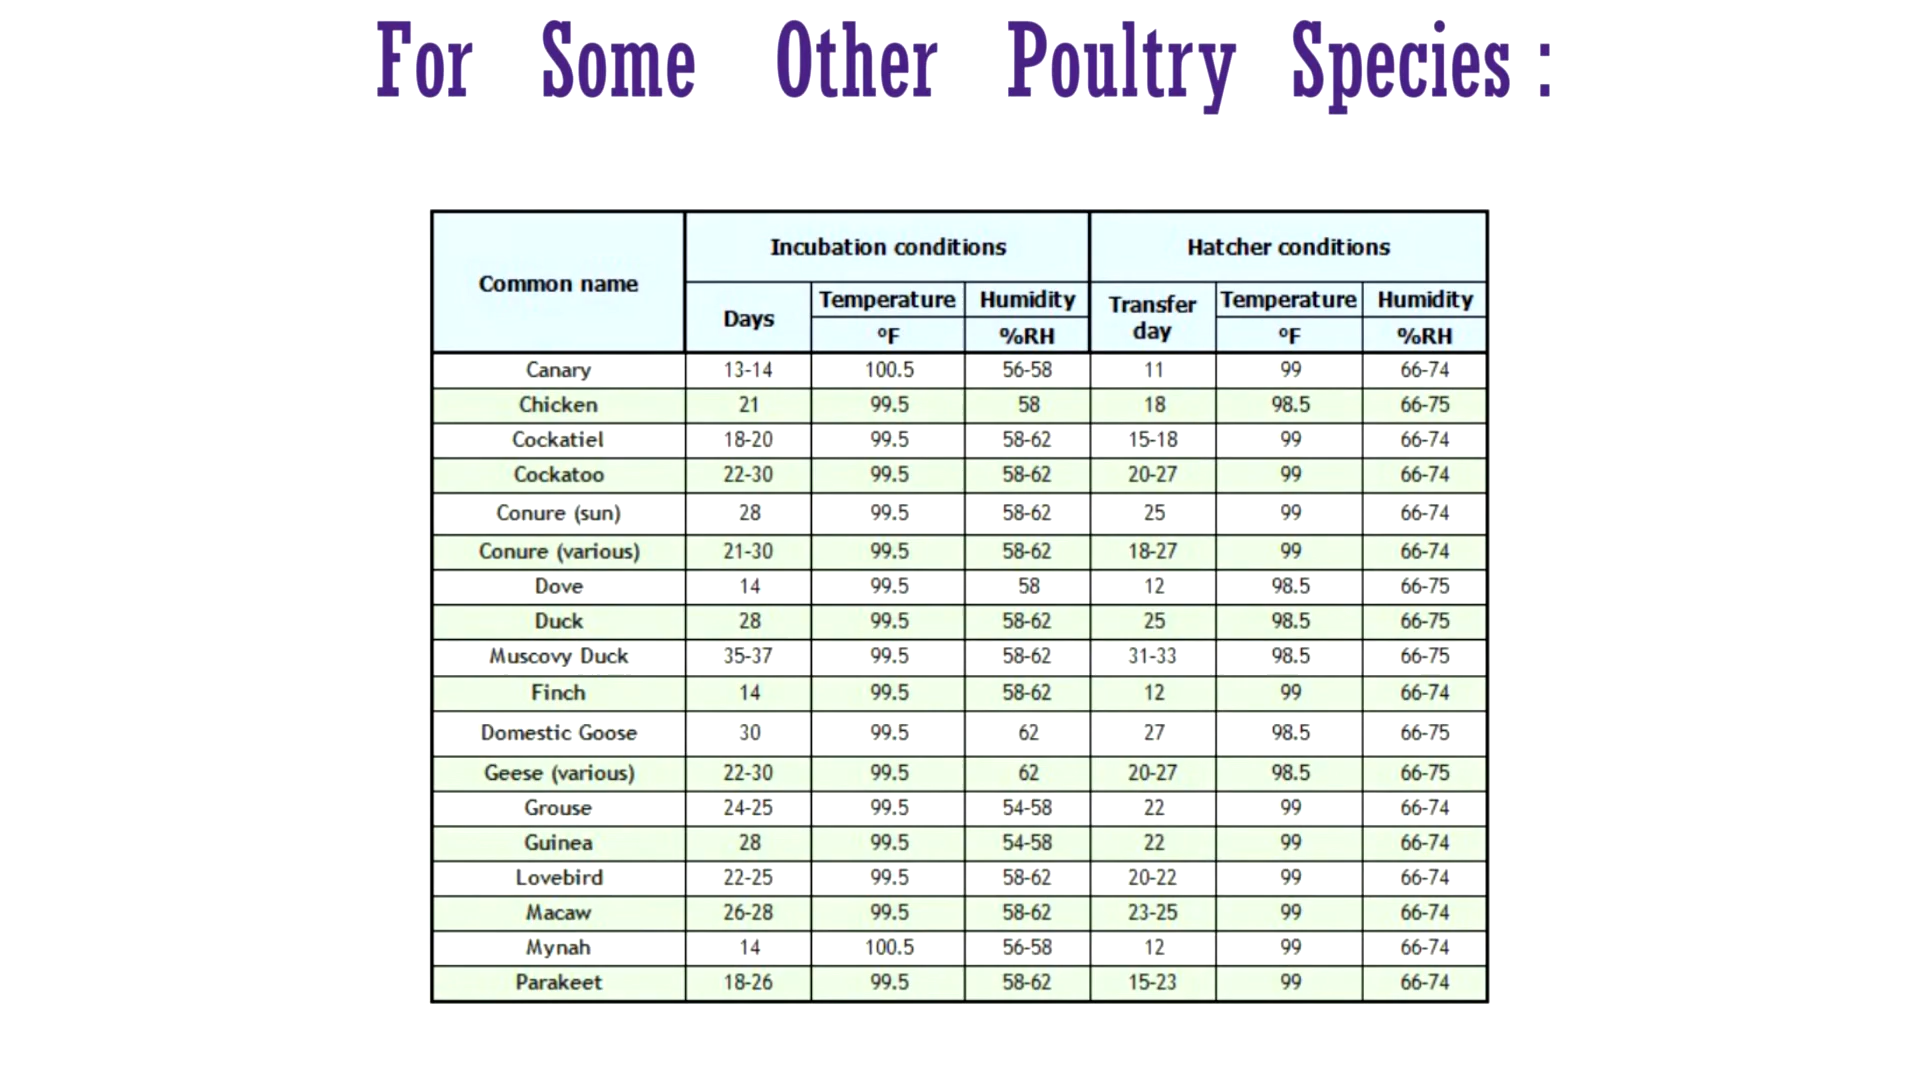 For Some Other Poultry Species :
Common name Incubation conditions Hatcher conditions
Days Temperature Humidity Transfer day Temperature Humidity
ºF %RH ºF %RH
Canary 13-14 100.5 56-58 11 99 66-74
Chicken 21 99.5 58 18 98.5 66-75
Cockatiel 18-20 99.5 58-62 15-18 99 66-74
Cockatoo 22-30 99.5 58-62 20-27 99 66-74
Conure (sun) 28 99.5 58-62 25 99 66-74
Conure (various) 21-30 99.5 58-62 18-27 99 66-74
Dove 14 99.5 58 12 98.5 66-75
Duck 28 99.5 58-62 25 98.5 66-75
Muscovy Duck 35-37 99.5 58-62 31-33 98.5 66-75
Finch 14 99.5 58-62 12 99 66-74
Domestic Goose 30 99.5 62 27 98.5 66-75
Geese (various) 22-30 99.5 62 20-27 98.5 66-75
Grouse 24-25 99.5 54-58 22 99 66-74
Guinea 28 99.5 54-58 22 99 66-74
Lovebird 22-25 99.5 58-62 20-22 99 66-74
Macaw 26-28 99.5 58-62 23-25 99 66-74
Mynah 14 100.5 56-58 12 99 66-74
Parakeet 18-26 99.5 58-62 15-23 99 66-74